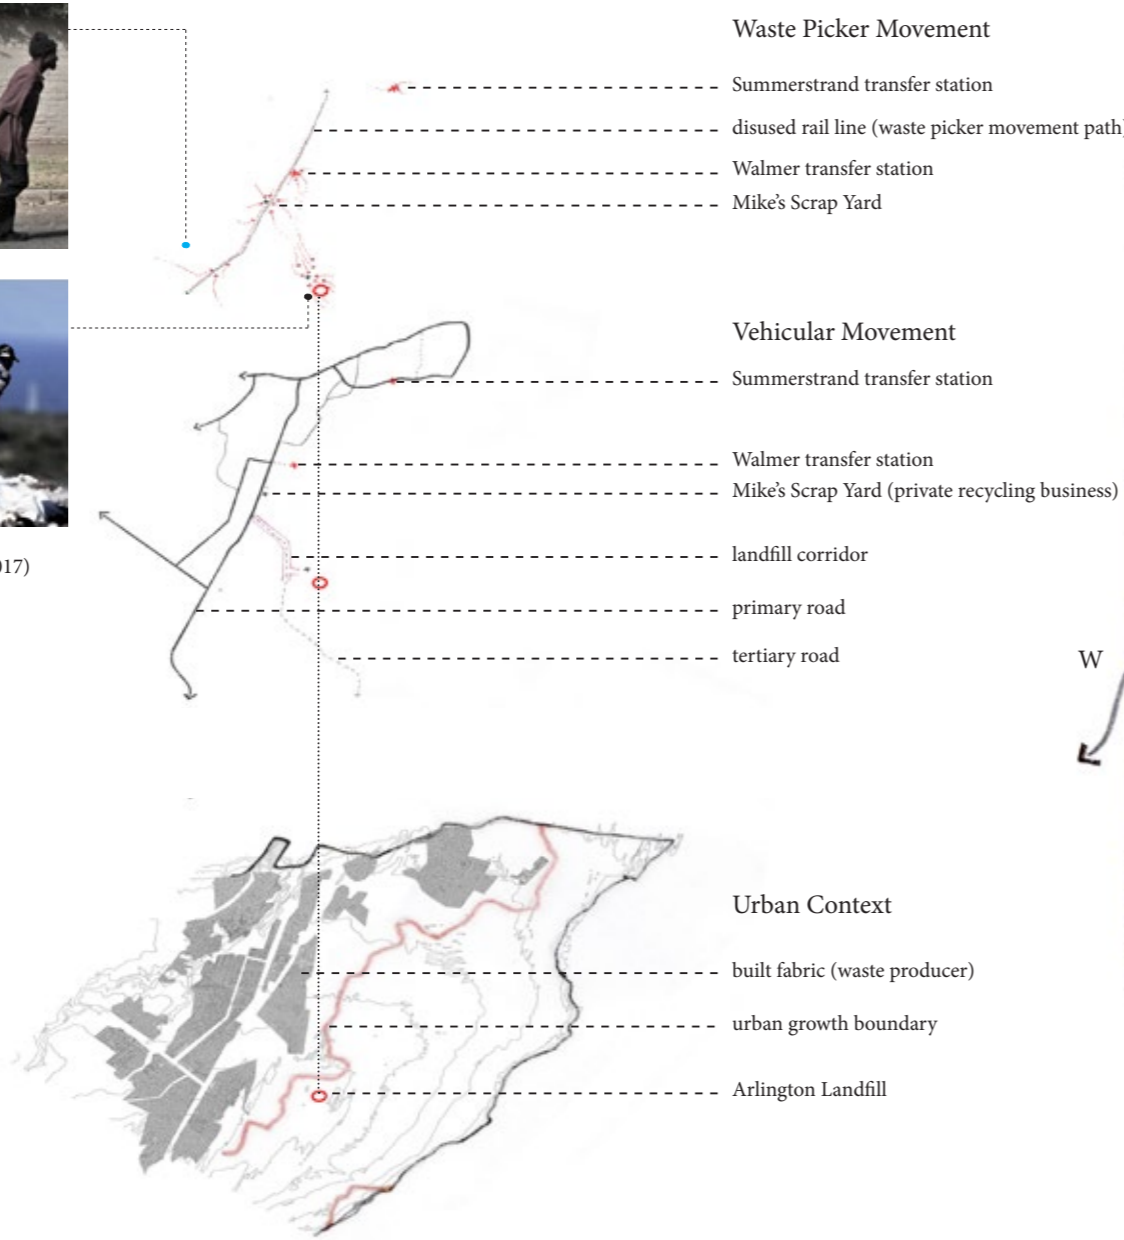 Waste Picker Movement
Summerstrand transfer station
disused rail line (waste picker movement path)
Walmer transfer station
Mike's Scrap Yard
Vehicular Movement
Summerstrand transfer station
Walmer transfer station
Mike's Scrap Yard (private recycling business)
landfill corridor
017)
primary road
tertiary road
W
Urban Context
built fabric (waste producer)
urban growth boundary
Arlington Landfill